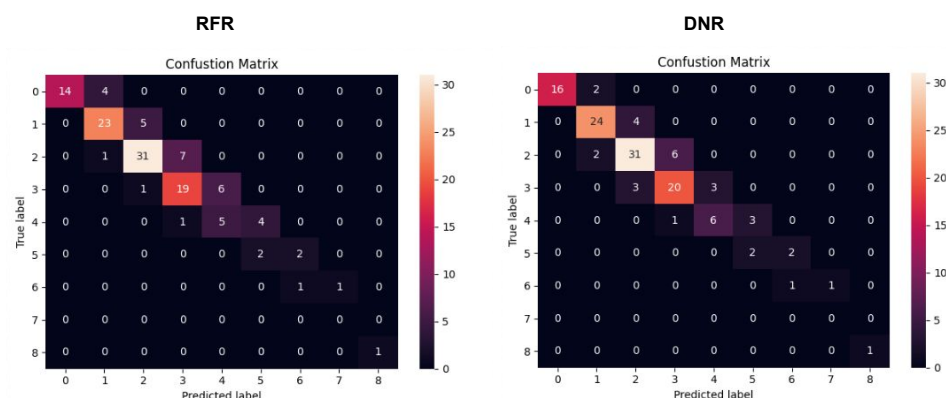 RFR
Confustion Matrix
True label
0 14 4 0 0 0 0 0 0 0
1 0 23 5 0 0 0 0 0 0
2 0 1 31 7 0 0 0 0 0
3 0 0 1 19 6 0 0 0 0
4 0 0 0 1 5 4 0 0 0
5 0 0 0 0 0 2 2 0 0
6 0 0 0 0 0 0 1 1 0
7 0 0 0 0 0 0 0 0 0
8 0 0 0 0 0 0 0 0 1
0 1 2 3 4 5 6 7 8
Predicted label
30
25
20
15
10
5
0
DNR
Confustion Matrix
True label
0 16 2 0 0 0 0 0 0 0
1 0 24 4 0 0 0 0 0 0
2 0 2 31 6 0 0 0 0 0
3 0 0 3 20 3 0 0 0 0
4 0 0 0 1 6 3 0 0 0
5 0 0 0 0 0 2 2 0 0
6 0 0 0 0 0 0 1 1 0
7 0 0 0 0 0 0 0 0 0
8 0 0 0 0 0 0 0 0 1
0 1 2 3 4 5 6 7 8
Predicted label
30
25
20
15
10
5
0